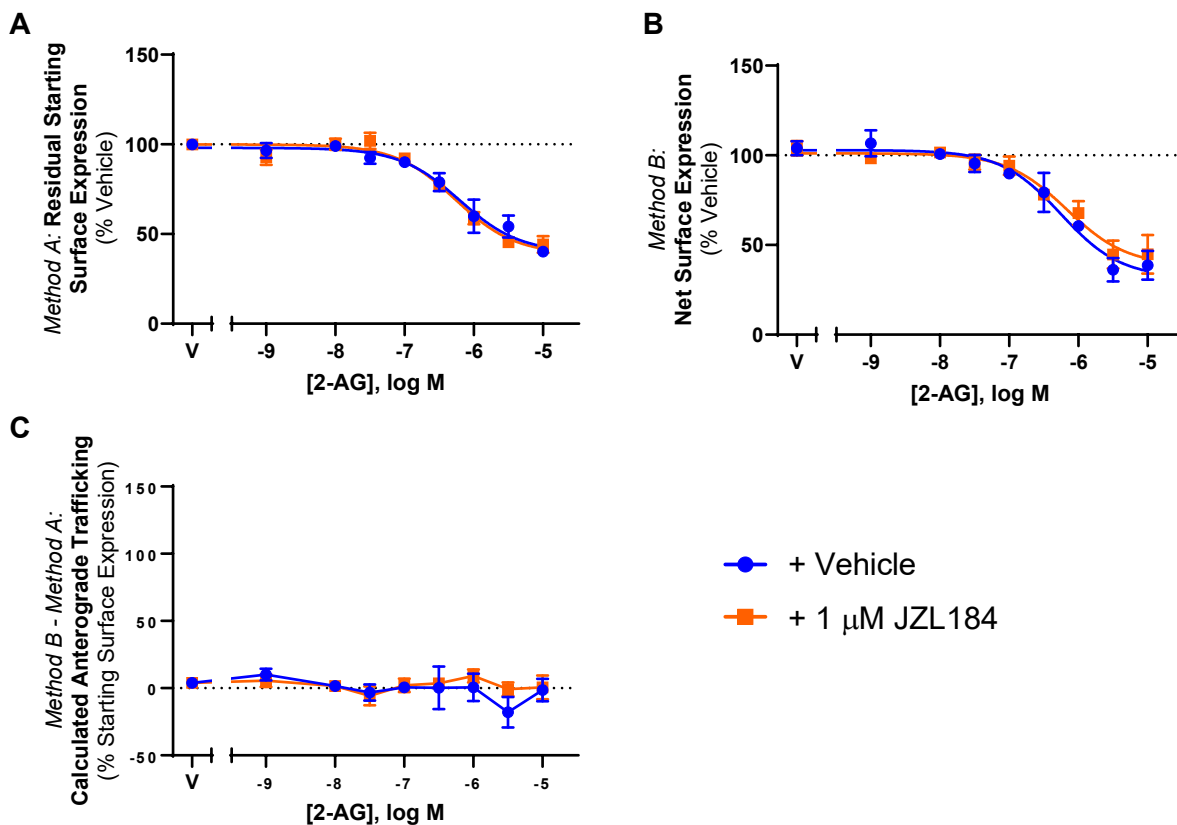 A
Method A: Residual Starting
Surface Expression
(% Vehicle)
150
100
50
0
V
-9
-8
-7
-6
-5
[2-AG], log M
B
Method B:
Net Surface Expression
(% Vehicle)
150
100
50
0
V
-9
-8
-7
-6
-5
[2-AG], log M
C
Method B - Method A:
Calculated Anterograde Trafficking
(% Starting Surface Expression)
150
100
50
0
-50
V
-9
-8
-7
-6
-5
[2-AG], log M
+ Vehicle
+ 1 μM JZL184